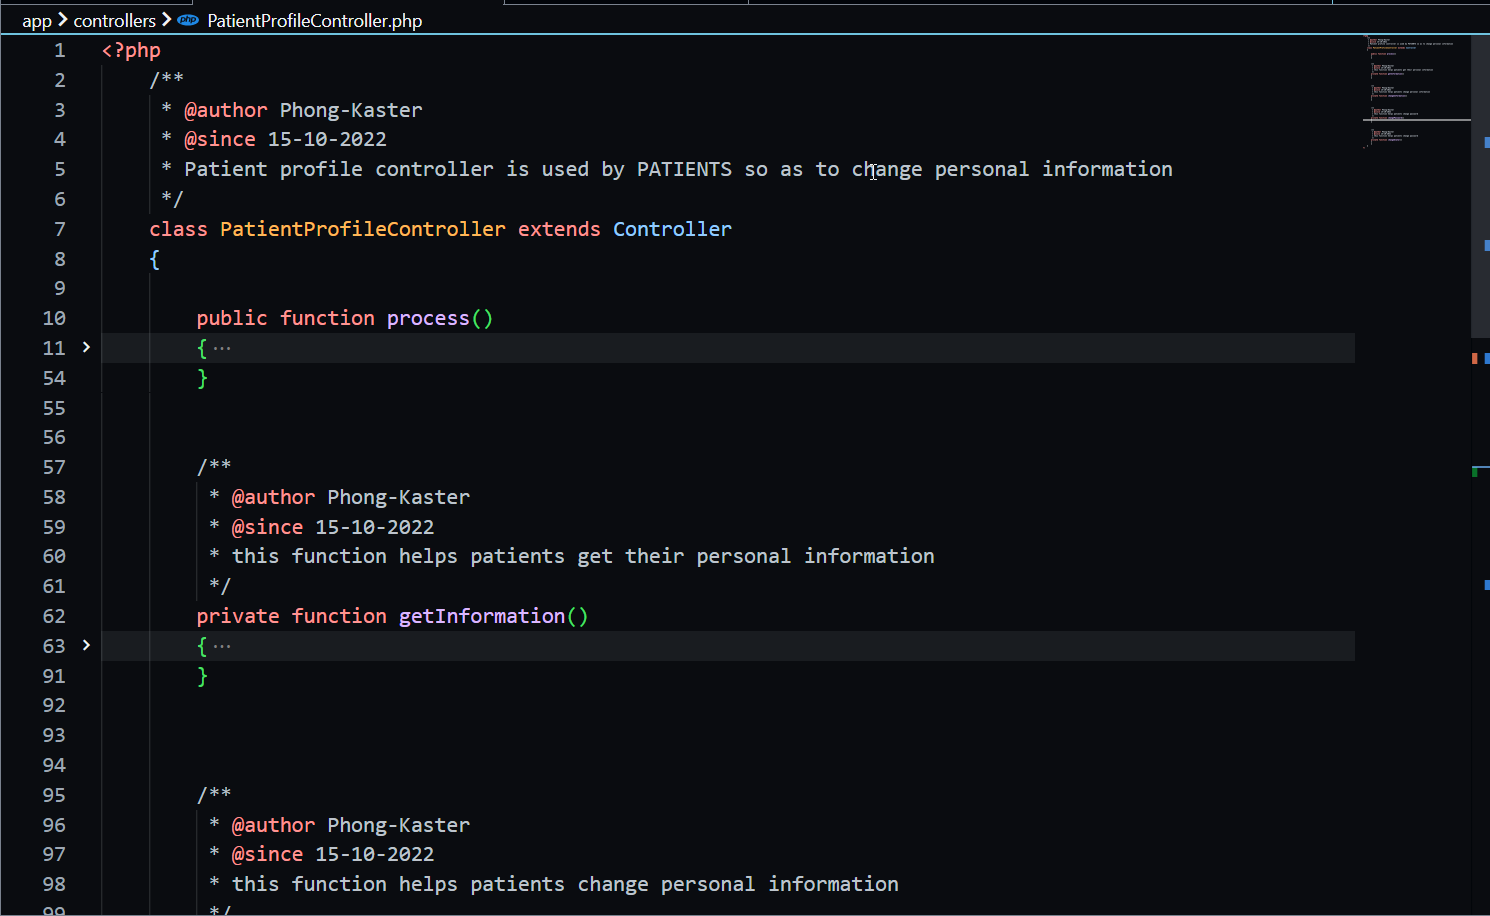 app > controllers > php PatientProfileController.php
1 <?php
2 /**
3 * @author Phong-Kaster
4 * @since 15-10-2022
5 * Patient profile controller is used by PATIENTS so as to change personal information
6 */
7 class PatientProfileController extends Controller
8 {
9
10 public function process()
11 > { ···
54 }
55
56
57 /**
58 * @author Phong-Kaster
59 * @since 15-10-2022
60 * this function helps patients get their personal information
61 */
62 private function getInformation()
63 > { ···
91 }
92
93
94
95 /**
96 * @author Phong-Kaster
97 * @since 15-10-2022
98 * this function helps patients change personal information
99 */